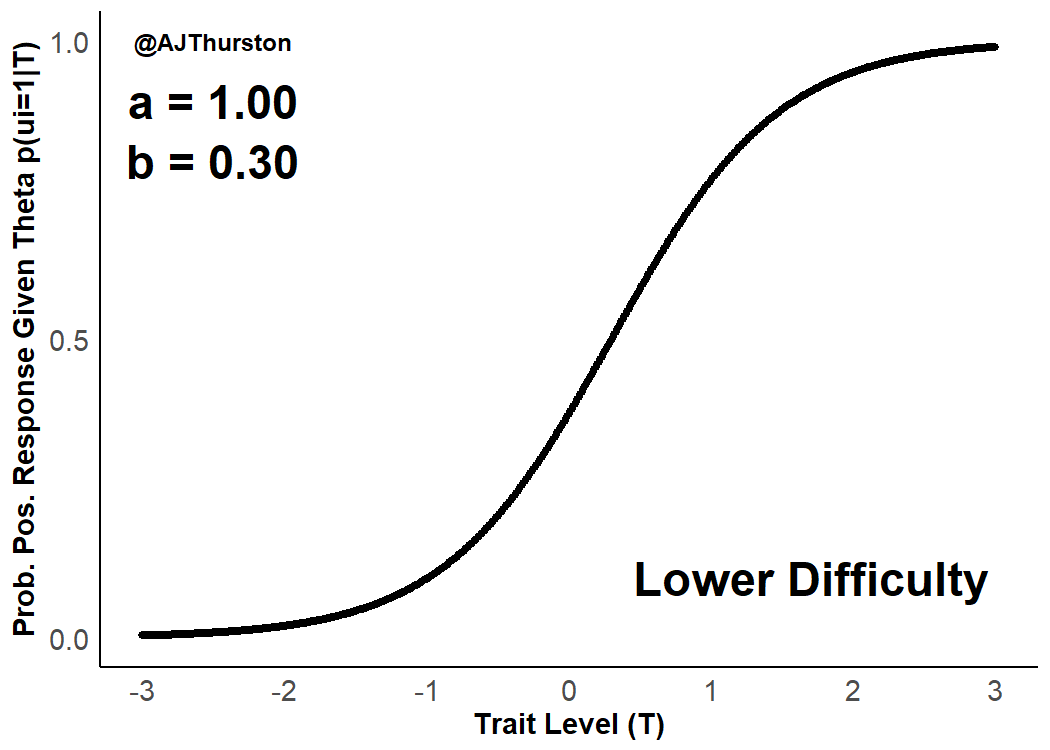 @AJThurston
a = 1.00
b = 0.30
Prob. Pos. Response Given Theta p(ui=1|T)
1.0
0.5
0.0
Lower Difficulty
-3 -2 -1 0 1 2 3
Trait Level (T)